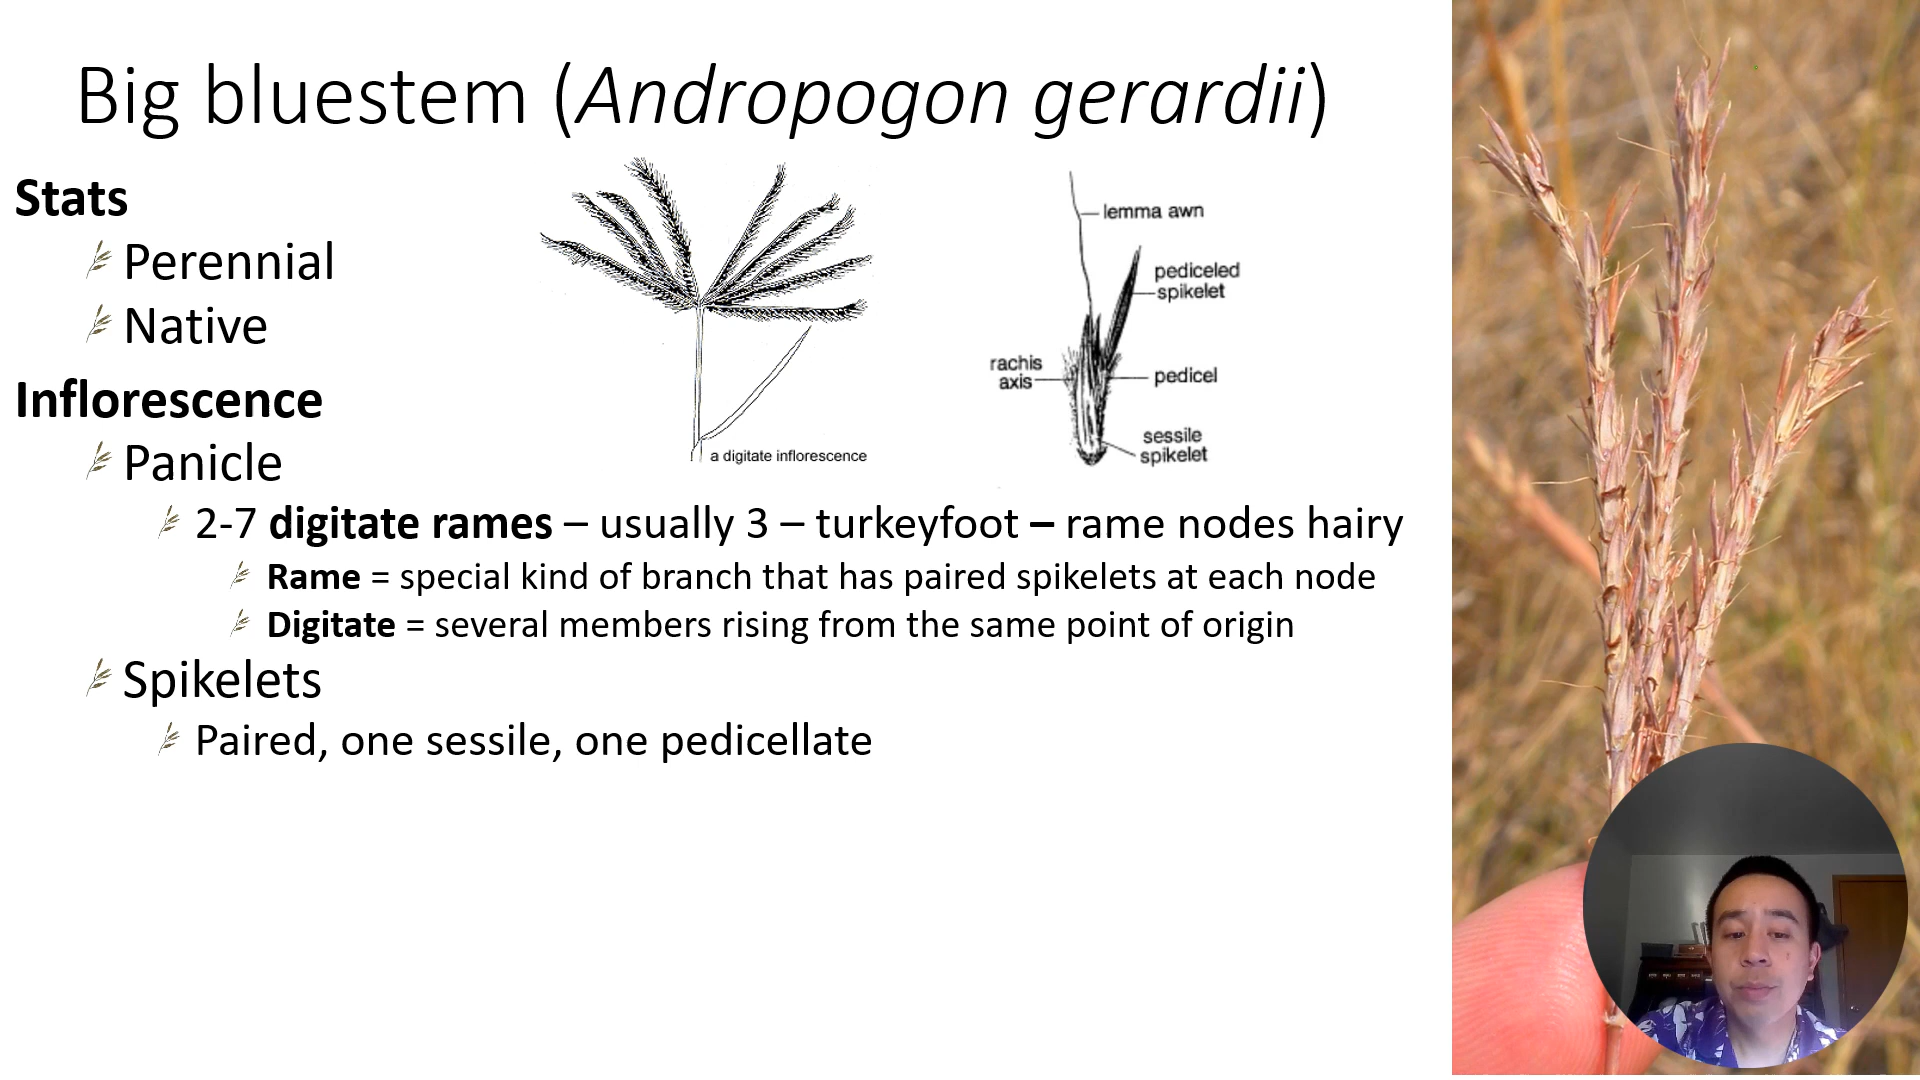 Big bluestem (Andropogon gerardii)
Stats
Perennial
Native
Inflorescence
Panicle
2-7 digitate rames – usually 3 – turkeyfoot – rame nodes hairy
Rame = special kind of branch that has paired spikelets at each node
Digitate = several members rising from the same point of origin
Spikelets
Paired, one sessile, one pedicellate
a digitate inflorescence
lemma awn
pediceled
spikelet
rachis
axis
pedicel
sessile
spikelet